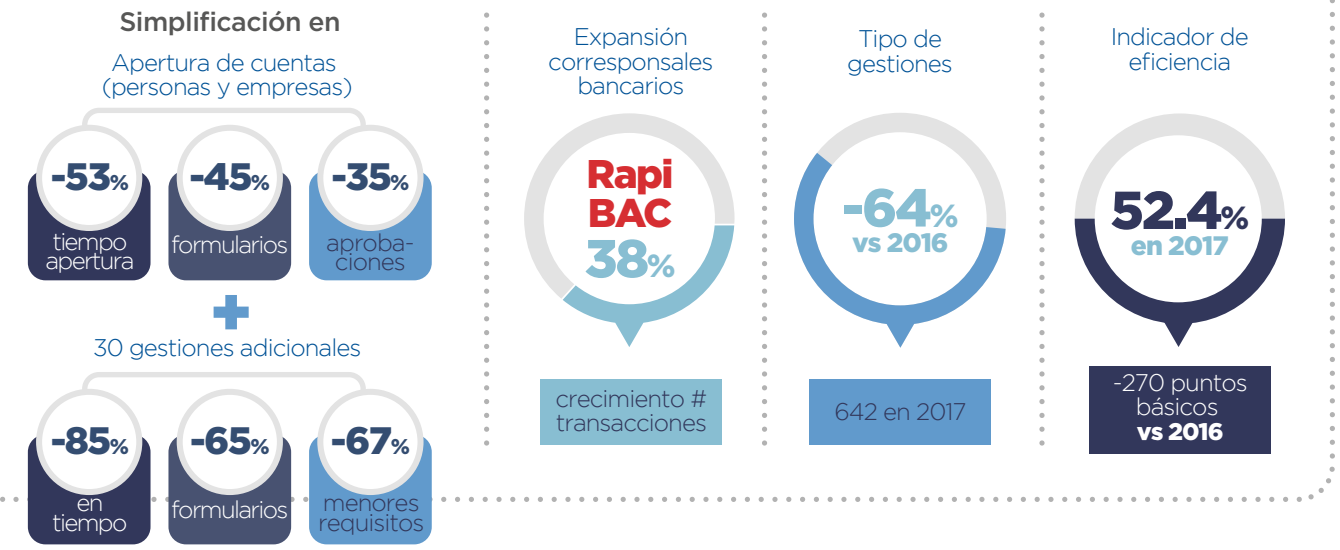 Simplificación en
Apertura de cuentas
(personas y empresas)
-53%
tiempo
apertura
-45%
formularios
-35%
aproba-
ciones
30 gestiones adicionales
-85%
en
tiempo
-65%
formularios
-67%
menores
requisitos
Expansión
corresponsales
bancarios
Rapi
BAC
38%
crecimiento #
transacciones
Tipo de
gestiones
-64%
vs 2016
642 en 2017
Indicador de
eficiencia
52.4%
en 2017
-270 puntos
básicos
vs 2016